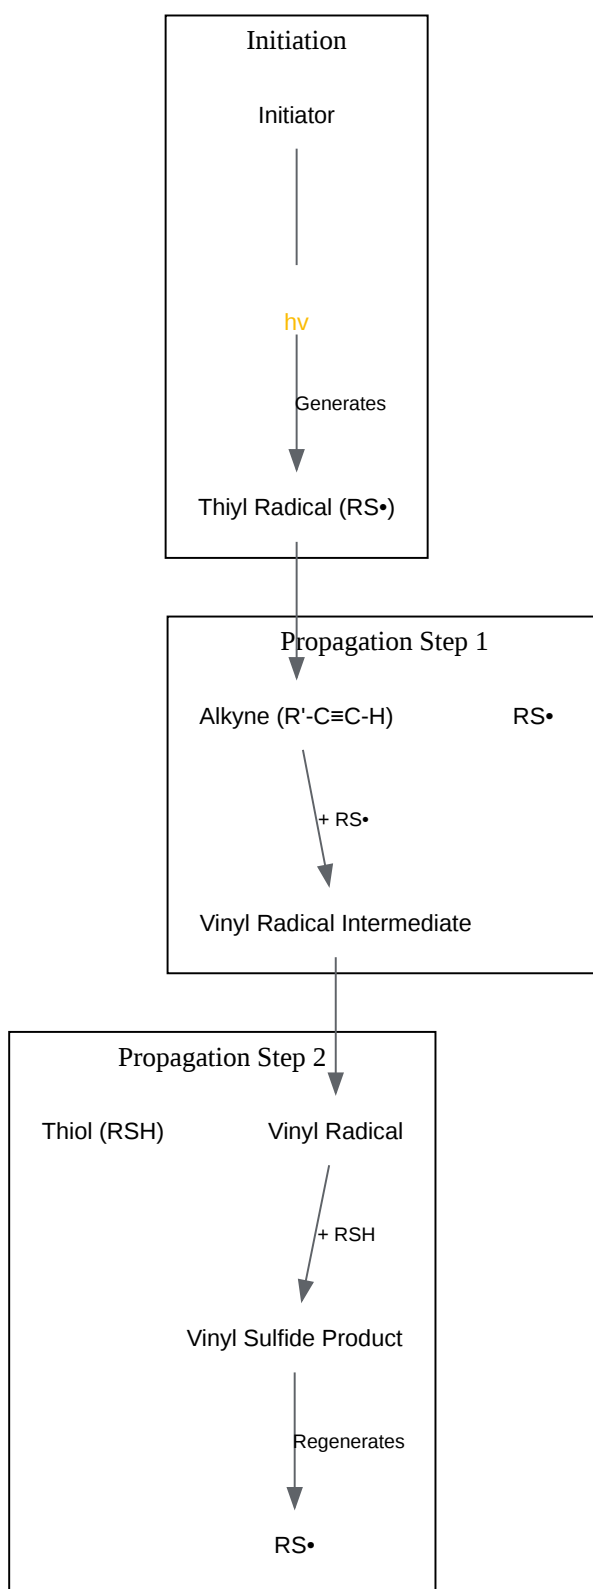 Initiation
Initiator
hv
Generates
Thiyl Radical (RS•)
Propagation Step 1
Alkyne (R'-C≡C-H) RS•
+ RS•
Vinyl Radical Intermediate
Propagation Step 2
Thiol (RSH) Vinyl Radical
+ RSH
Vinyl Sulfide Product
Regenerates
RS•